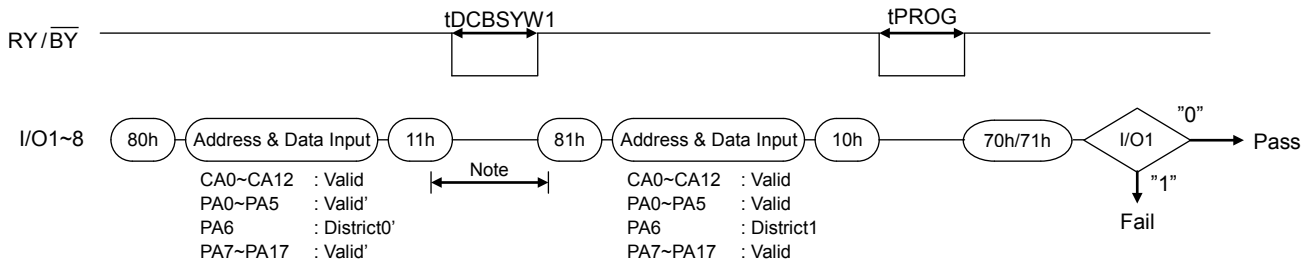 tDCBSYW1
tPROG
RY/BY
I/O1~8
80h
Address & Data Input
11h
81h
Address & Data Input
10h
70h/71h
I/O1
"0"
Pass
"1"
Fail
Note
CA0~CA12 : Valid
PA0~PA5 : Valid'
PA6 : District0'
PA7~PA17 : Valid'
CA0~CA12 : Valid
PA0~PA5 : Valid
PA6 : District1
PA7~PA17 : Valid